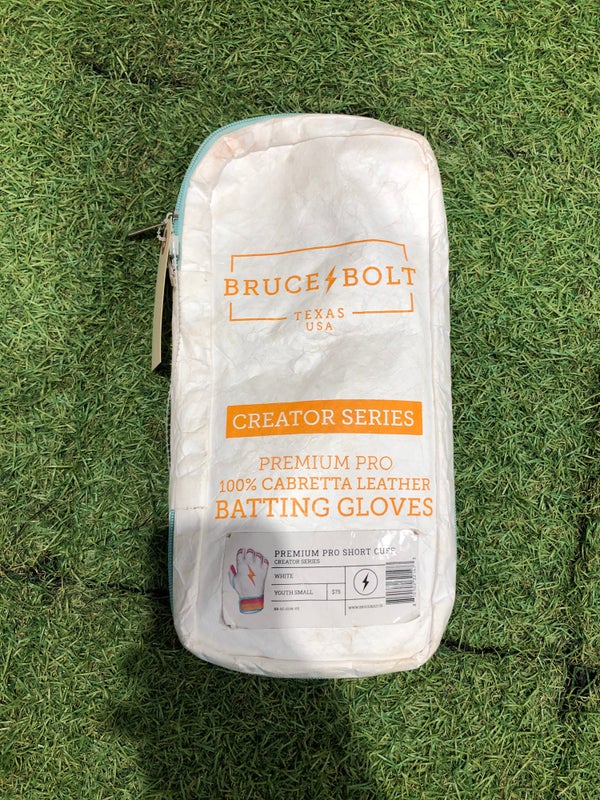 BRUCE BOLT
TEXAS
USA
CREATOR SERIES
PREMIUM PRO
100% CABRETTA LEATHER
BATTING GLOVES
PREMIUM PRO SHORT CUFF
CREATOR SERIES
WHITE
YOUTH SMALL $75